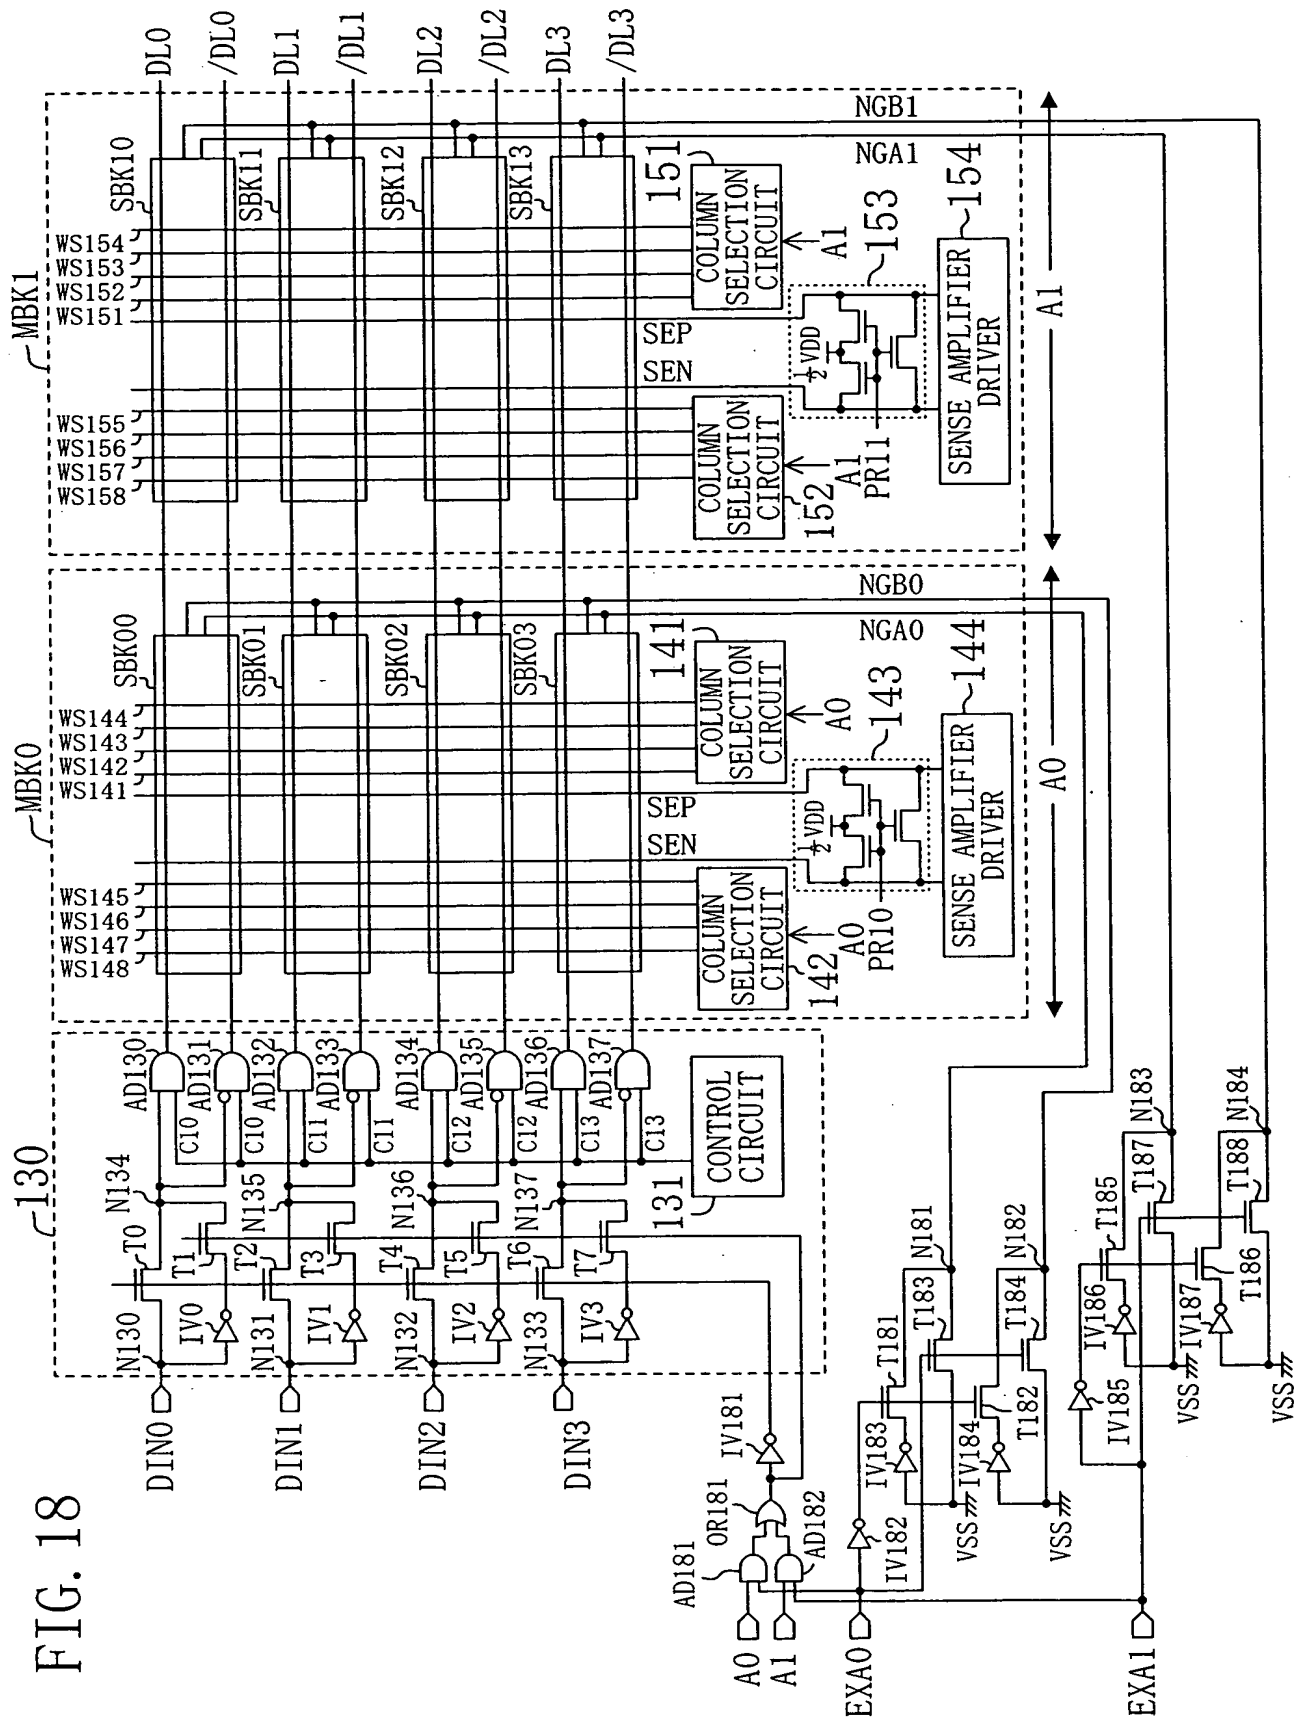 FIG. 18
130
MBK0
MBK1
DIN0
DIN1
DIN2
DIN3
N130
N131
N132
N133
IV0
IV1
IV2
IV3
T0
T1
T2
T3
T4
T5
T6
T7
N134
N135
N136
N137
AD130
AD131
AD132
AD133
AD134
AD135
AD136
AD137
C10
C10
C11
C11
C12
C12
C13
C13
CONTROL
CIRCUIT
131
WS148
WS147
WS146
WS145
WS141
WS142
WS143
WS144
SBK00
SBK01
SBK02
SBK03
SEN
SEP
COLUMN
SELECTION
CIRCUIT
142
A0
COLUMN
SELECTION
CIRCUIT
141
A0
1/2 VDD
PR10
143
SENSE AMPLIFIER
DRIVER
144
NGB0
NGA0
A0
WS158
WS157
WS156
WS155
WS151
WS152
WS153
WS154
SBK10
SBK11
SBK12
SBK13
SEN
SEP
COLUMN
SELECTION
CIRCUIT
152
A1
COLUMN
SELECTION
CIRCUIT
151
A1
1/2 VDD
PR11
153
SENSE AMPLIFIER
DRIVER
154
NGB1
NGA1
A1
DL0
/DL0
DL1
/DL1
DL2
/DL2
DL3
/DL3
A0
A1
AD181
AD182
OR181
IV181
EXA0
IV182
IV183
T181
T183
N181
VSS
IV184
T182
T184
N182
VSS
EXA1
IV185
IV186
T185
T187
N183
VSS
IV187
T186
T188
N184
VSS